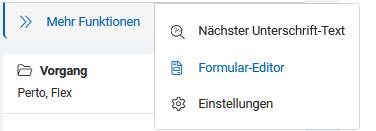 Mehr Funktionen
Vorgang
Perto, Flex
Nächster Unterschrift-Text
Formular-Editor
Einstellungen